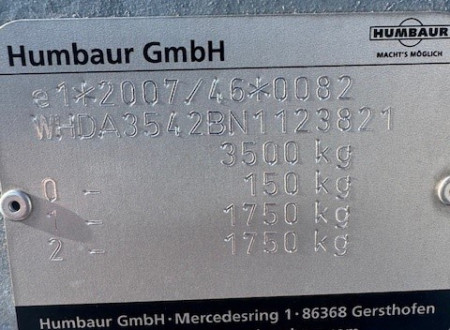 HUMBAUR
MACHT'S MÖGLICH
Humbaur GmbH
e1*2007/46*0082
WHDA3542BN1123821
3500 kg
0 - 150 kg
1 - 1750 kg
2 - 1750 kg
Humbaur GmbH · Mercedesring 1 · 86368 Gersthofen